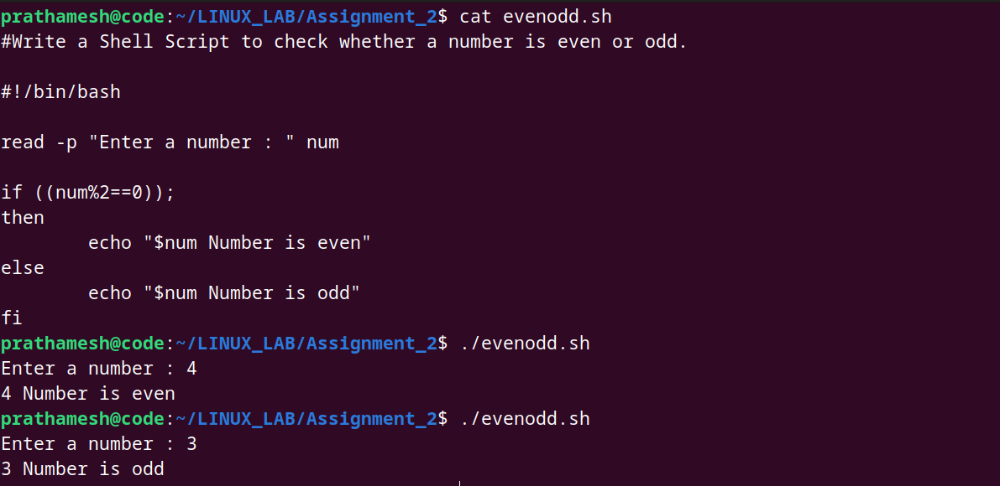 prathamesh@code:~/LINUX_LAB/Assignment_2$ cat evenodd.sh
#Write a Shell Script to check whether a number is even or odd.
#!/bin/bash
read -p "Enter a number : " num
if ((num%2==0));
then
        echo "$num Number is even"
else
        echo "$num Number is odd"
fi
prathamesh@code:~/LINUX_LAB/Assignment_2$ ./evenodd.sh
Enter a number : 4
4 Number is even
prathamesh@code:~/LINUX_LAB/Assignment_2$ ./evenodd.sh
Enter a number : 3
3 Number is odd